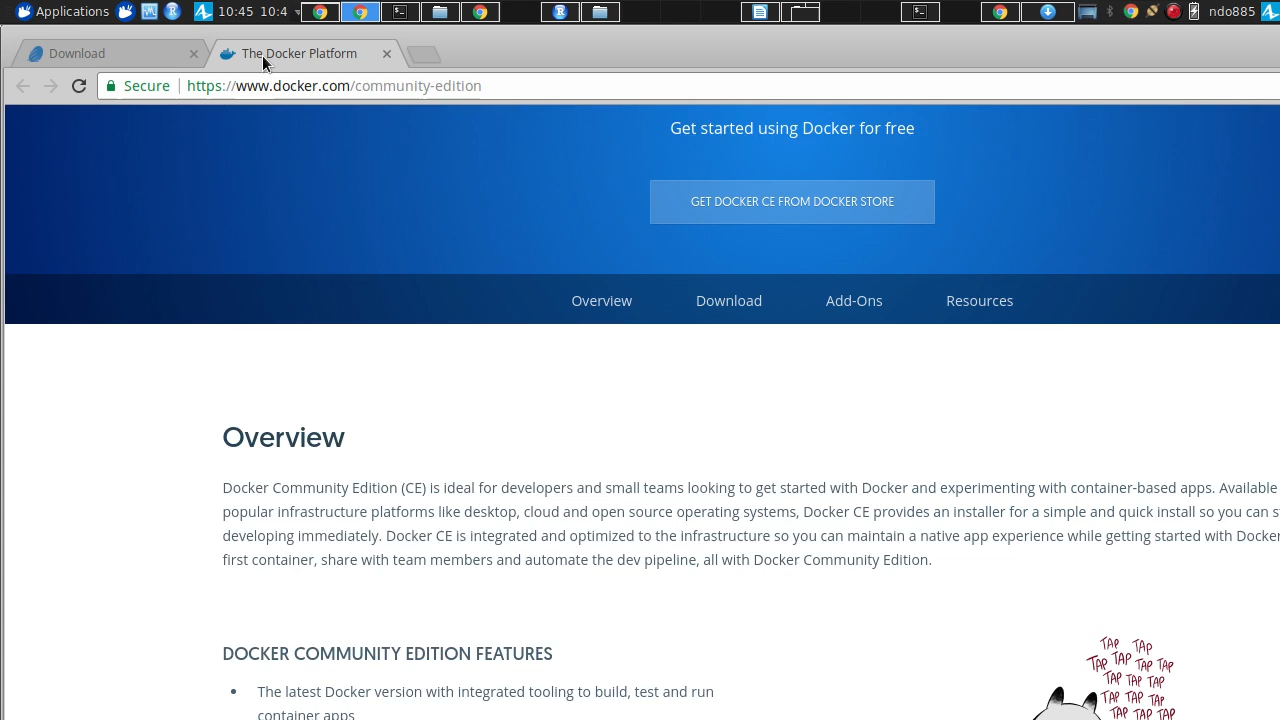 Applications 10:45 10:4 ndo885
Download The Docker Platform
Secure https://www.docker.com/community-edition
Get started using Docker for free
GET DOCKER CE FROM DOCKER STORE
Overview Download Add-Ons Resources
Overview
Docker Community Edition (CE) is ideal for developers and small teams looking to get started with Docker and experimenting with container-based apps. Available
popular infrastructure platforms like desktop, cloud and open source operating systems, Docker CE provides an installer for a simple and quick install so you can
developing immediately. Docker CE is integrated and optimized to the infrastructure so you can maintain a native app experience while getting started with Docker
first container, share with team members and automate the dev pipeline, all with Docker Community Edition.
DOCKER COMMUNITY EDITION FEATURES
TAP TAP
TAP TAP TAP TAP
TAP TAP TAP
TAP TAP TAP
TAP TAP TAP
• The latest Docker version with integrated tooling to build, test and run
container apps